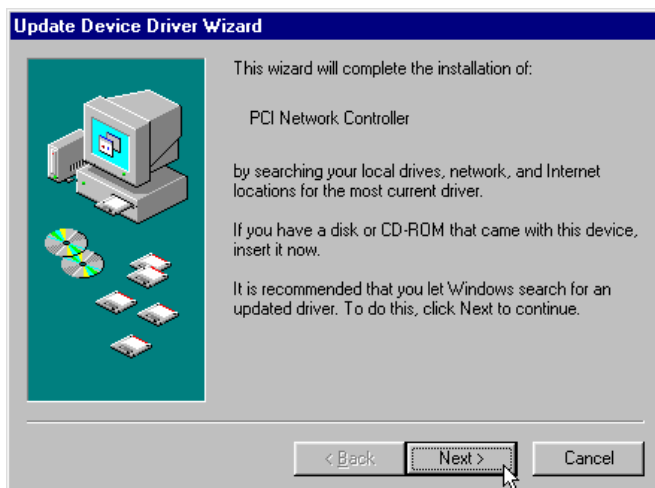 Update Device Driver Wizard
This wizard will complete the installation of:
PCI Network Controller
by searching your local drives, network, and Internet
locations for the most current driver.
If you have a disk or CD-ROM that came with this device,
insert it now.
It is recommended that you let Windows search for an
updated driver. To do this, click Next to continue.
< Back Next > Cancel